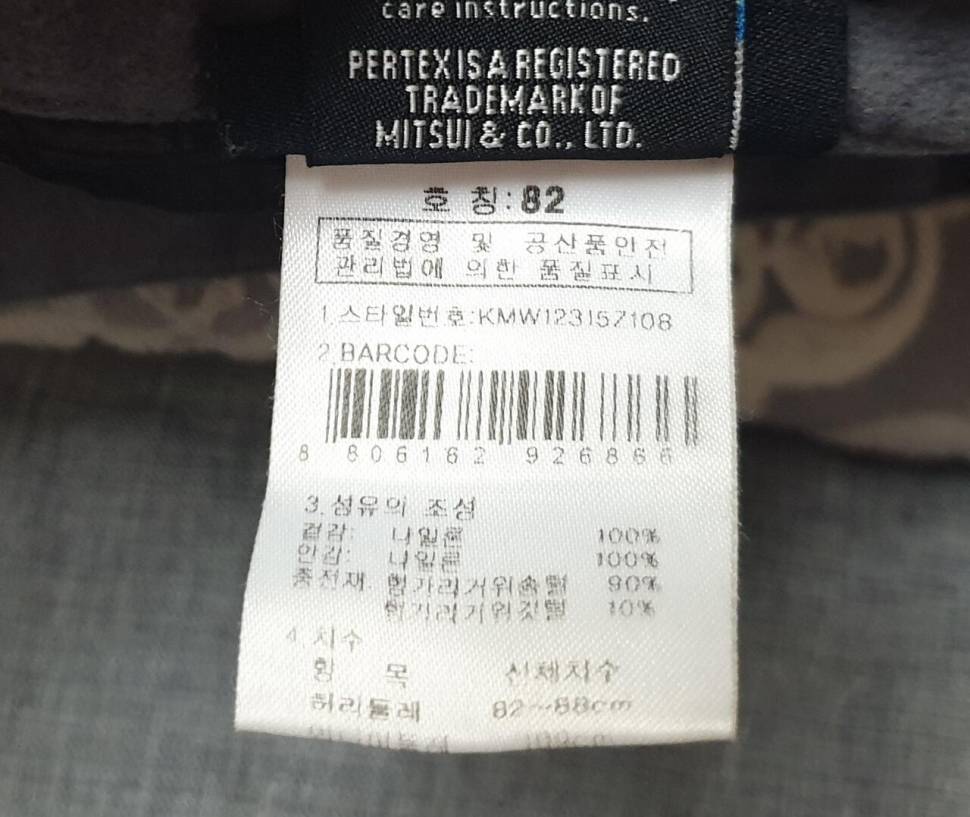 care instructions.
PERTEX IS A REGISTERED
TRADEMARK OF
MITSUI & CO., LTD.
호 칭:82
품질경영 및 공산품안전
관리법에 의한 품질표시
1.스타일번호:KMW12315Z108
2.BARCODE:
8 806162 926866
3.섬유의 조성
겉감: 나일론 100%
안감: 나일론 100%
충전재: 헝가리거위솜털 90%
헝가리거위깃털 10%
4.치수
항 목 신체치수
허리둘레 82~88cm